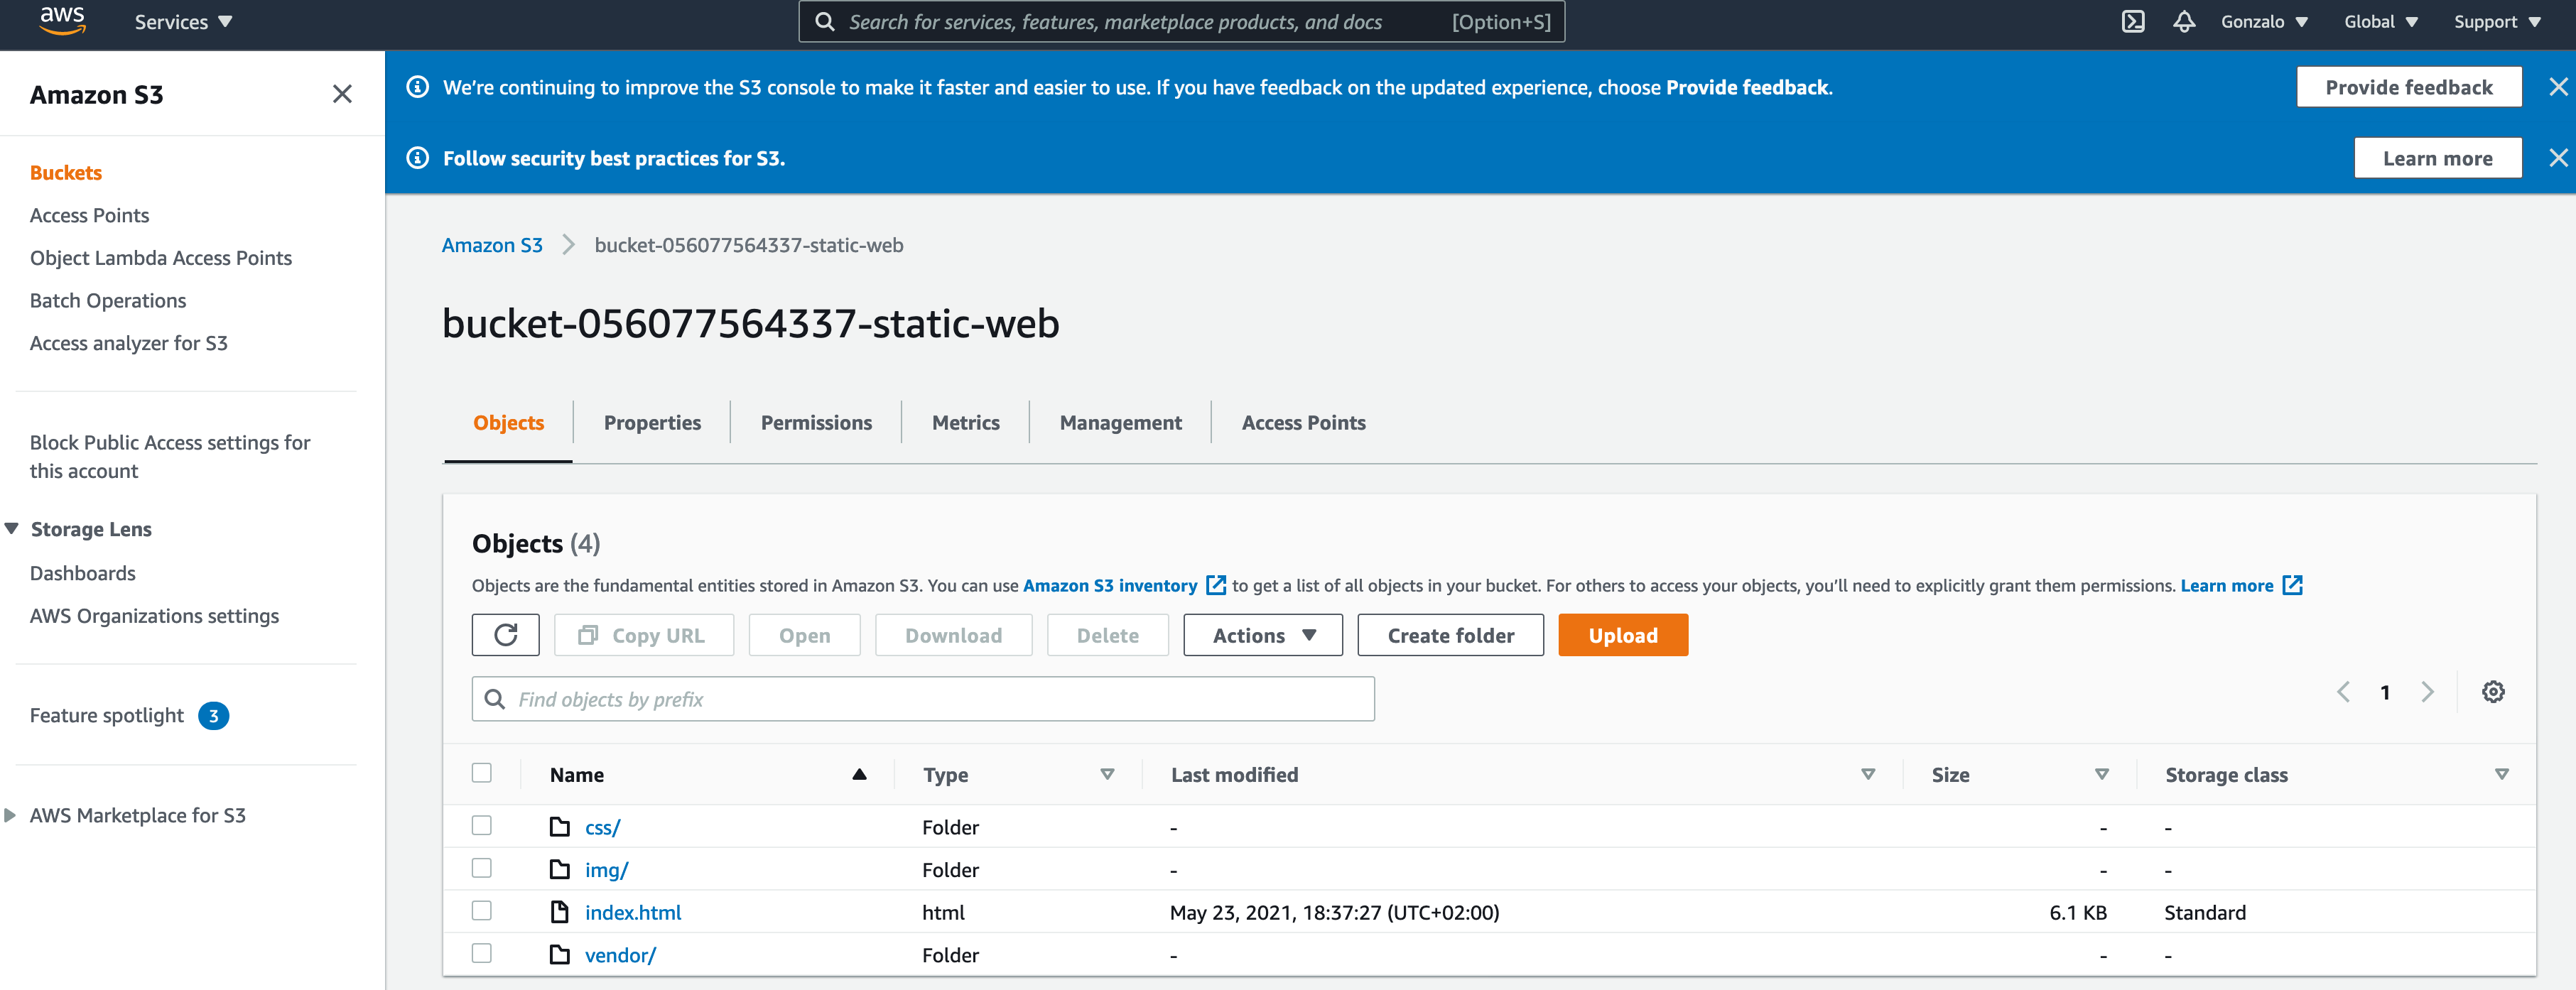 aws
Services
Search for services, features, marketplace products, and docs [Option+S]
Gonzalo
Global
Support
Amazon S3
Buckets
Access Points
Object Lambda Access Points
Batch Operations
Access analyzer for S3
Block Public Access settings for
this account
Storage Lens
Dashboards
AWS Organizations settings
Feature spotlight 3
AWS Marketplace for S3
We're continuing to improve the S3 console to make it faster and easier to use. If you have feedback on the updated experience, choose Provide feedback.
Provide feedback
Follow security best practices for S3.
Learn more
Amazon S3 bucket-056077564337-static-web
bucket-056077564337-static-web
Objects Properties Permissions Metrics Management Access Points
Objects (4)
Objects are the fundamental entities stored in Amazon S3. You can use Amazon S3 inventory to get a list of all objects in your bucket. For others to access your objects, you'll need to explicitly grant them permissions. Learn more
Copy URL Open Download Delete Actions Create folder Upload
Find objects by prefix
1
Name Type Last modified Size Storage class
css/ Folder - - -
img/ Folder - - -
index.html html May 23, 2021, 18:37:27 (UTC+02:00) 6.1 KB Standard
vendor/ Folder - - -